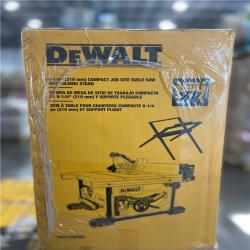 DEWALT
8-1/4" (210 mm) COMPACT JOB SITE TABLE SAW
AND FOLDING STAND
SIERRA DE MESA DE SITIO DE TRABAJO COMPACTA
DE 8-1/4" (210 mm) Y SOPORTE PLEGABLE
SCIE À TABLE POUR CHANTIERS COMPACTE 8-1/4
po (210 mm) ET SUPPORT PLIANT
DEWALT